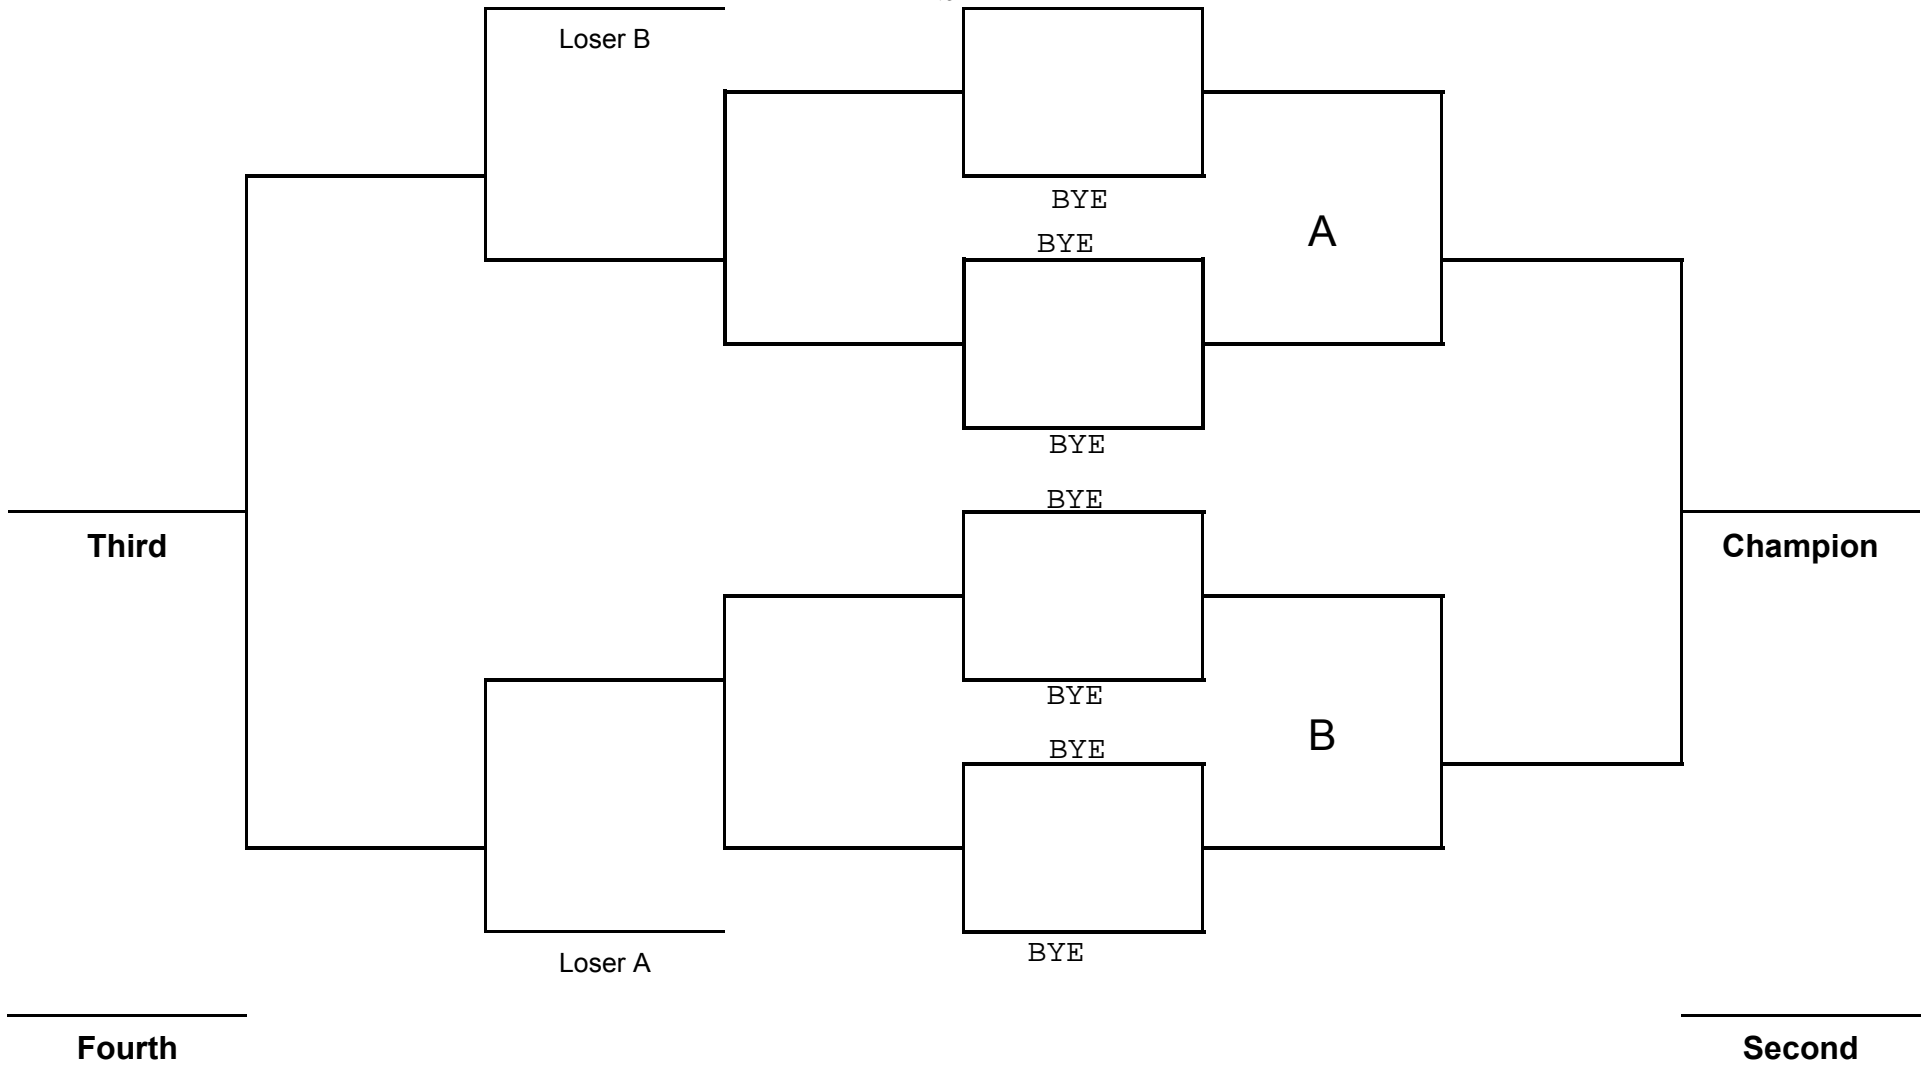 Loser B
BYE
BYE
A
BYE
BYE
Third
Champion
BYE
B
BYE
BYE
Loser A
Fourth
Second